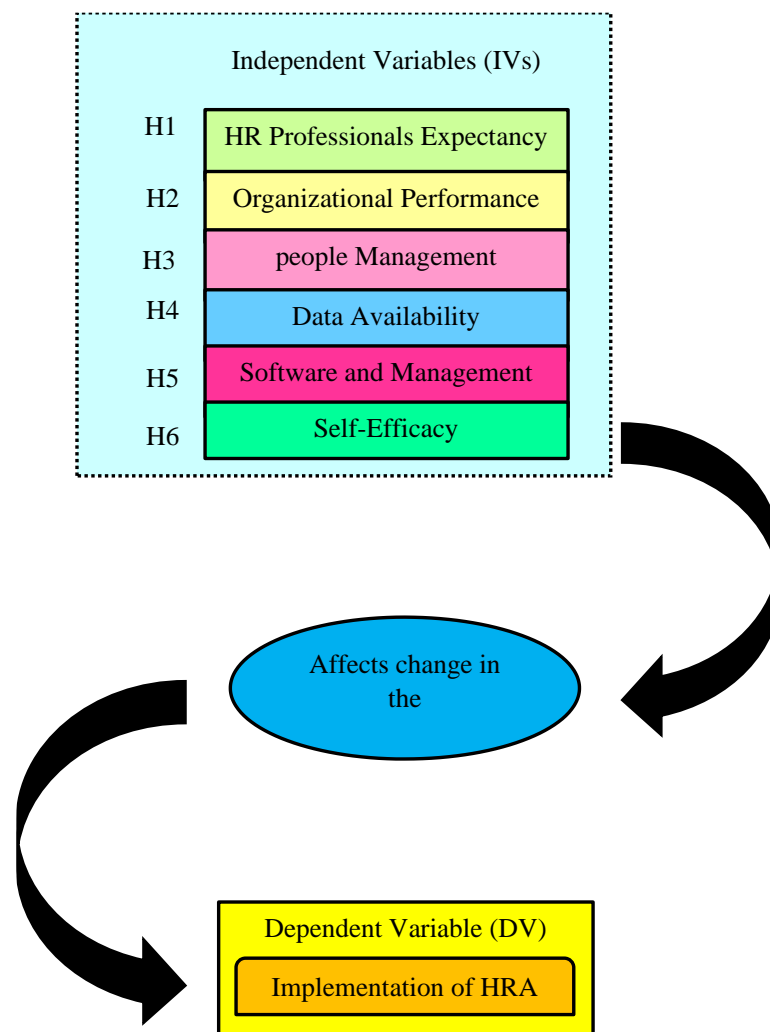 Independent Variables (IVs)
H1
HR Professionals Expectancy
H2
Organizational Performance
H3
people Management
H4
Data Availability
H5
Software and Management
H6
Self-Efficacy
Affects change in
the
Dependent Variable (DV)
Implementation of HRA